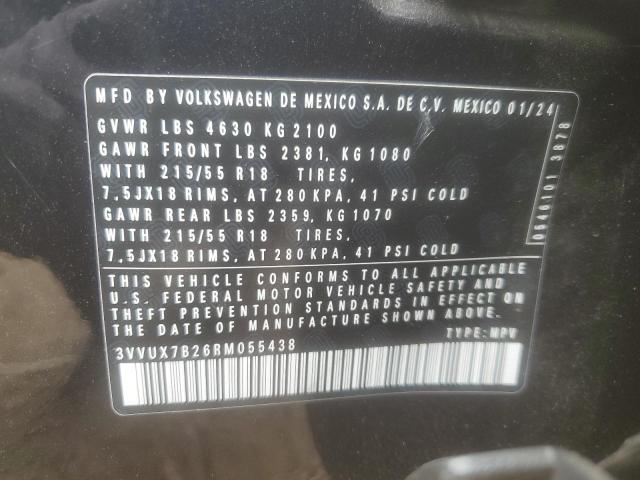 MFD BY VOLKSWAGEN DE MEXICO S.A. DE C.V. MEXICO 01/24
GVWR LBS 4630 KG 2100
GAWR FRONT LBS 2381, KG 1080
WITH 215/55 R18 TIRES,
7,5JX18 RIMS, AT 280 KPA, 41 PSI COLD
GAWR REAR LBS 2359, KG 1070
WITH 215/55 R18 TIRES,
7,5JX18 RIMS, AT 280 KPA, 41 PSI COLD
0646101 3878
THIS VEHICLE CONFORMS TO ALL APPLICABLE
U.S. FEDERAL MOTOR VEHICLE SAFETY AND
THEFT PREVENTION STANDARDS IN EFFECT ON
THE DATE OF MANUFACTURE SHOWN ABOVE.
3VVUX7B26RM055438 TYPE: MPV